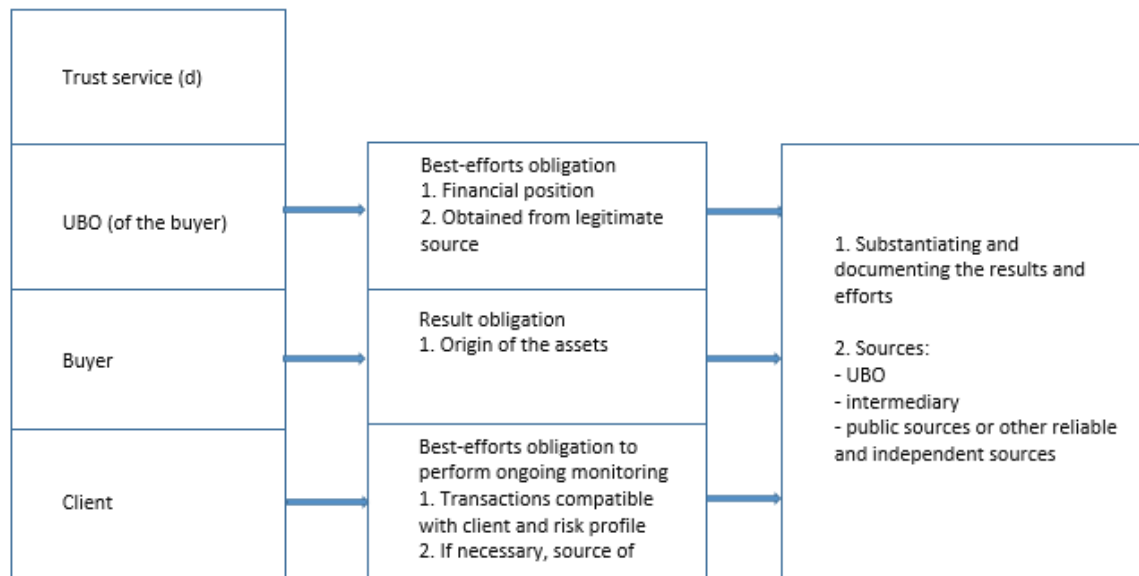 Trust service (d)
UBO (of the buyer)
Buyer
Client
Best-efforts obligation
1. Financial position
2. Obtained from legitimate
source
Result obligation
1. Origin of the assets
Best-efforts obligation to
perform ongoing monitoring
1. Transactions compatible
with client and risk profile
2. If necessary, source of
1. Substantiating and
documenting the results and
efforts
2. Sources:
- UBO
- intermediary
- public sources or other reliable
and independent sources